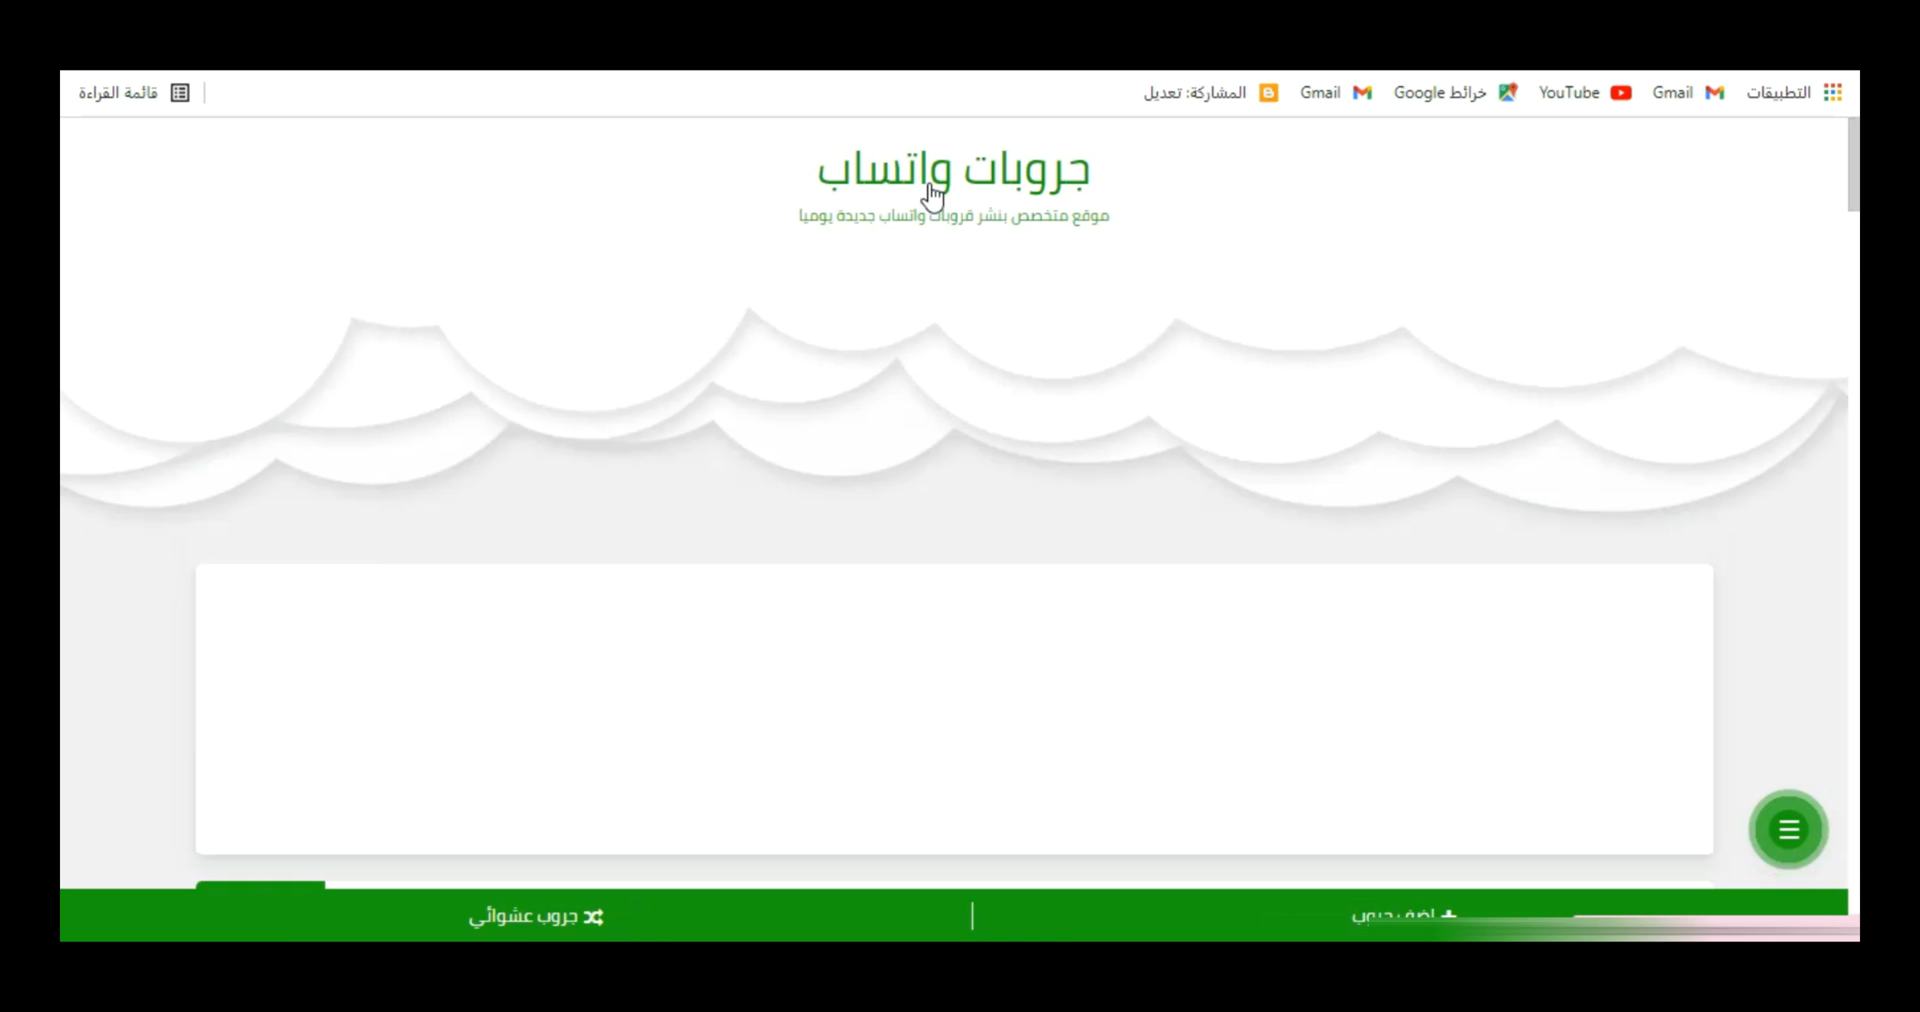 التطبيقات Gmail YouTube خرائط Google Gmail المشاركة: تعديل قائمة القراءة
جروبات واتساب
موقع متخصص بنشر قروبات واتساب جديدة يوميا
جروب عشوائي